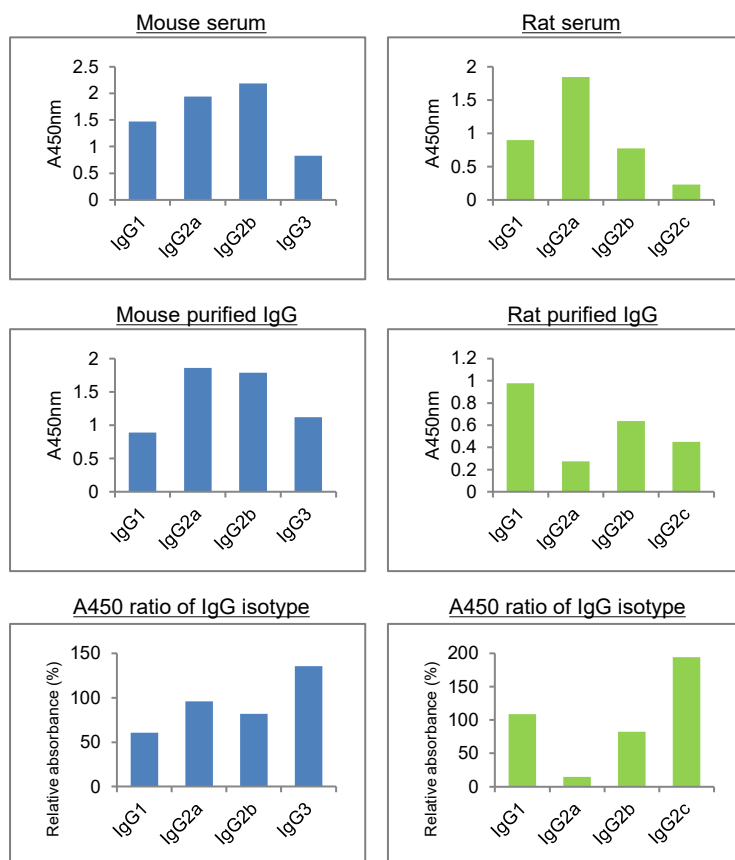 Mouse serum
A450nm
2.5
2
1.5
1
0.5
0
IgG1
IgG2a
IgG2b
IgG3
Rat serum
A450nm
2
1.5
1
0.5
0
IgG1
IgG2a
IgG2b
IgG2c
Mouse purified IgG
A450nm
2
1.5
1
0.5
0
IgG1
IgG2a
IgG2b
IgG3
Rat purified IgG
A450nm
1.2
1
0.8
0.6
0.4
0.2
0
IgG1
IgG2a
IgG2b
IgG2c
A450 ratio of IgG isotype
Relative absorbance (%)
150
100
50
0
IgG1
IgG2a
IgG2b
IgG3
A450 ratio of IgG isotype
Relative absorbance (%)
200
150
100
50
0
IgG1
IgG2a
IgG2b
IgG2c